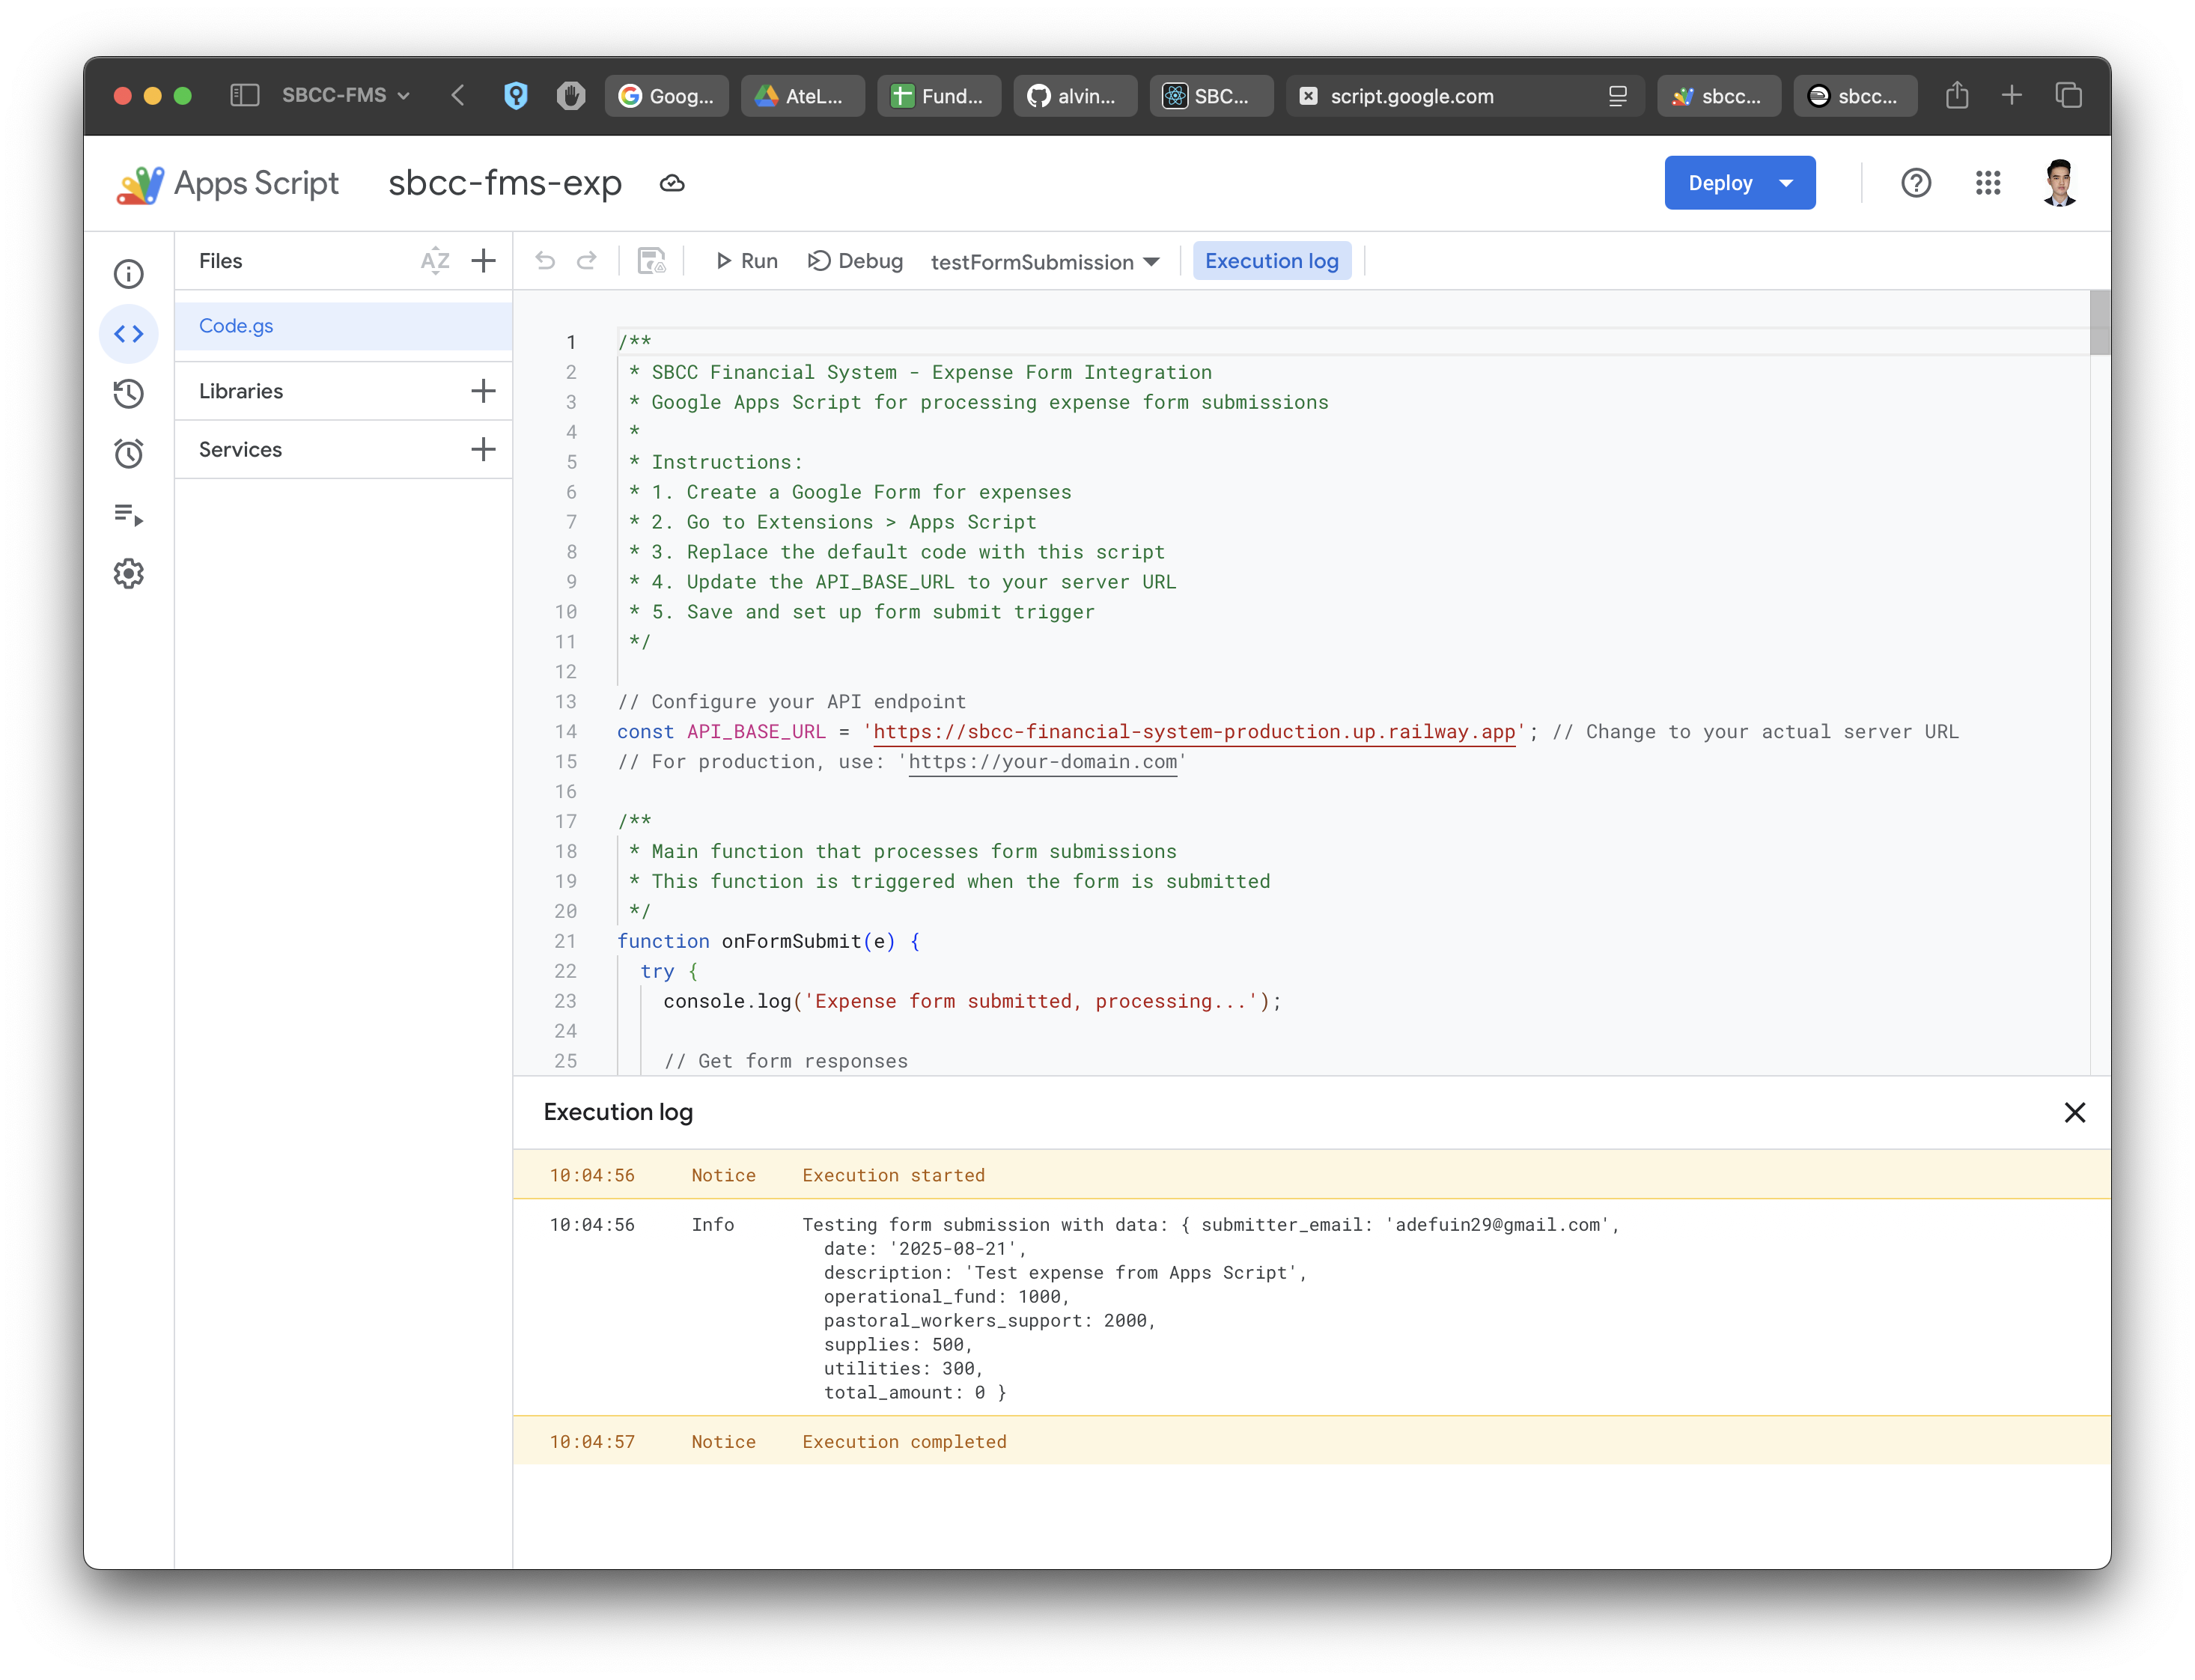 SBCC-FMS
Goog...
AteL...
Fund...
alvin...
SBC...
script.google.com
sbcc...
sbcc...
Apps Script
sbcc-fms-exp
Deploy
Files
AZ
Run
Debug
testFormSubmission
Execution log
Code.gs
Libraries
Services
1 /**
2 * SBCC Financial System - Expense Form Integration
3 * Google Apps Script for processing expense form submissions
4 *
5 * Instructions:
6 * 1. Create a Google Form for expenses
7 * 2. Go to Extensions > Apps Script
8 * 3. Replace the default code with this script
9 * 4. Update the API_BASE_URL to your server URL
10 * 5. Save and set up form submit trigger
11 */
12
13 // Configure your API endpoint
14 const API_BASE_URL = 'https://sbcc-financial-system-production.up.railway.app'; // Change to your actual server URL
15 // For production, use: 'https://your-domain.com'
16
17 /**
18 * Main function that processes form submissions
19 * This function is triggered when the form is submitted
20 */
21 function onFormSubmit(e) {
22 try {
23 console.log('Expense form submitted, processing...');
24
25 // Get form responses
Execution log
10:04:56 Notice Execution started
10:04:56 Info Testing form submission with data: { submitter_email: 'adefuin29@gmail.com',
date: '2025-08-21',
description: 'Test expense from Apps Script',
operational_fund: 1000,
pastoral_workers_support: 2000,
supplies: 500,
utilities: 300,
total_amount: 0 }
10:04:57 Notice Execution completed